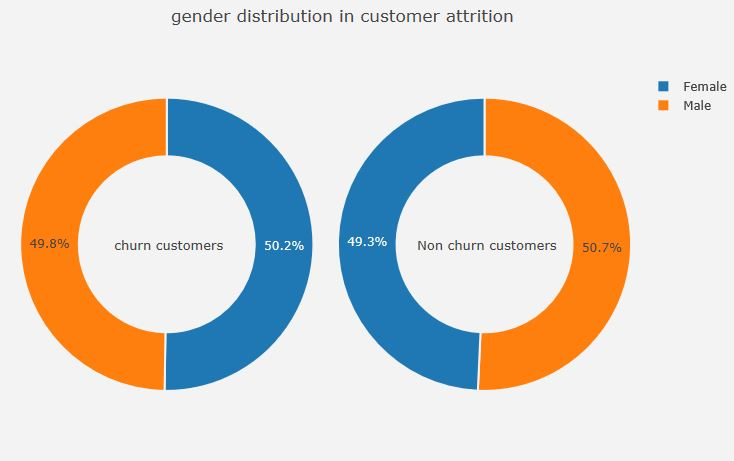 gender distribution in customer attrition
Female
Male
49.8%
churn customers
50.2%
49.3%
Non churn customers
50.7%